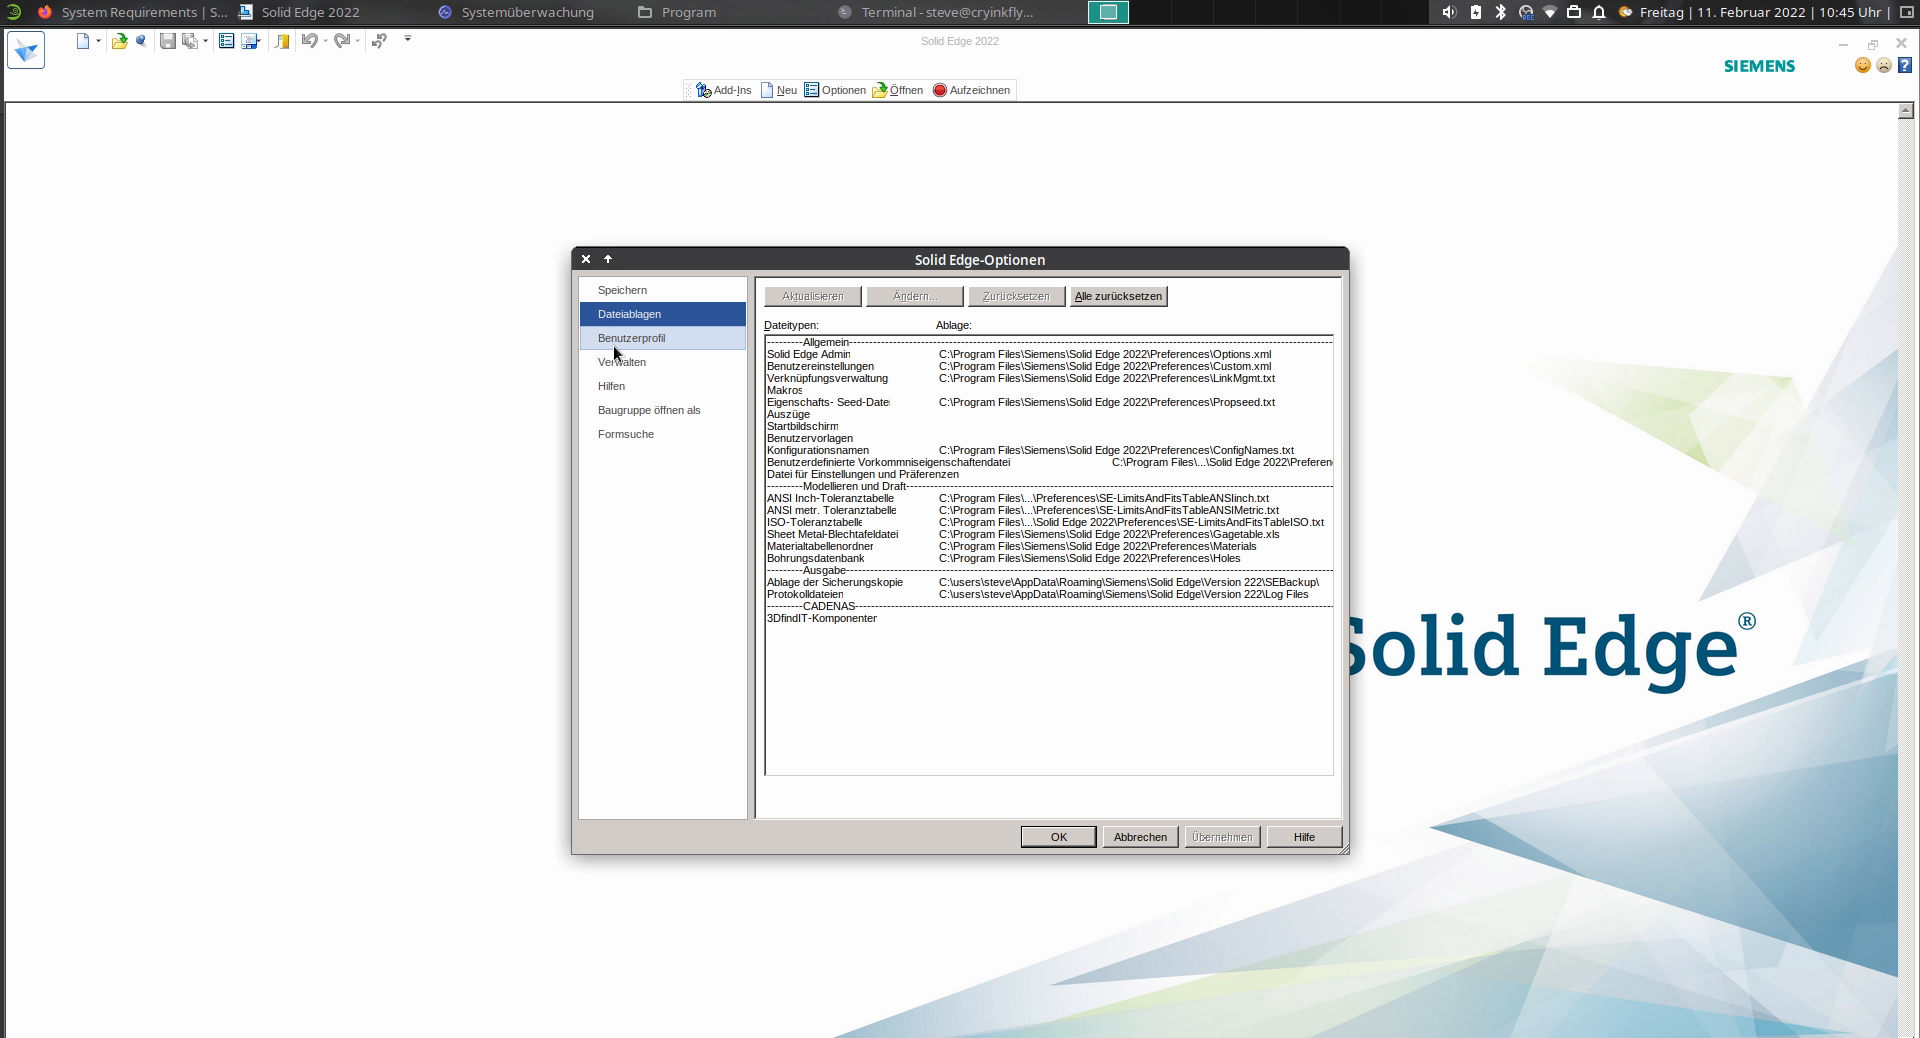 System Requirements | S...
Solid Edge 2022
Systemüberwachung
Program
Terminal - steve@cryinkfly...
Freitag | 11. Februar 2022 | 10:45 Uhr |
Solid Edge 2022
SIEMENS
Add-Ins Neu Optionen Öffnen Aufzeichnen
Solid Edge-Optionen
Speichern
Dateiablagen
Benutzerprofil
Verwalten
Hilfen
Baugruppe öffnen als
Formsuche
Aktualisieren Ändern... Zurücksetzen Alle zurücksetzen
Dateitypen: Ablage:
---------Allgemein---------
Solid Edge Admin C:\Program Files\Siemens\Solid Edge 2022\Preferences\Options.xml
Benutzereinstellungen C:\Program Files\Siemens\Solid Edge 2022\Preferences\Custom.xml
Verknüpfungsverwaltung C:\Program Files\Siemens\Solid Edge 2022\Preferences\LinkMgmt.txt
Makros
Eigenschafts- Seed-Datei C:\Program Files\Siemens\Solid Edge 2022\Preferences\Propseed.txt
Auszüge
Startbildschirm
Benutzervorlagen
Konfigurationsnamen C:\Program Files\Siemens\Solid Edge 2022\Preferences\ConfigNames.txt
Benutzerdefinierte Vorkommniseigenschaftendatei C:\Program Files\...\Solid Edge 2022\Preferen
Datei für Einstellungen und Präferenzen
---------Modellieren und Draft---------
ANSI Inch-Toleranztabelle C:\Program Files\...\Preferences\SE-LimitsAndFitsTableANSIinch.txt
ANSI metr. Toleranztabelle C:\Program Files\...\Preferences\SE-LimitsAndFitsTableANSIMetric.txt
ISO-Toleranztabelle C:\Program Files\...\Solid Edge 2022\Preferences\SE-LimitsAndFitsTableISO.txt
Sheet Metal-Blechtafeldatei C:\Program Files\Siemens\Solid Edge 2022\Preferences\Gagetable.xls
Materialtabellenordner C:\Program Files\Siemens\Solid Edge 2022\Preferences\Materials
Bohrungsdatenbank C:\Program Files\Siemens\Solid Edge 2022\Preferences\Holes
---------Ausgabe---------
Ablage der Sicherungskopie C:\users\steve\AppData\Roaming\Siemens\Solid Edge\Version 222\SEBackup\
Protokolldateien C:\users\steve\AppData\Roaming\Siemens\Solid Edge\Version 222\Log Files
---------CADENAS---------
3DfindIT-Komponenter
OK Abbrechen Übernehmen Hilfe
Solid Edge®